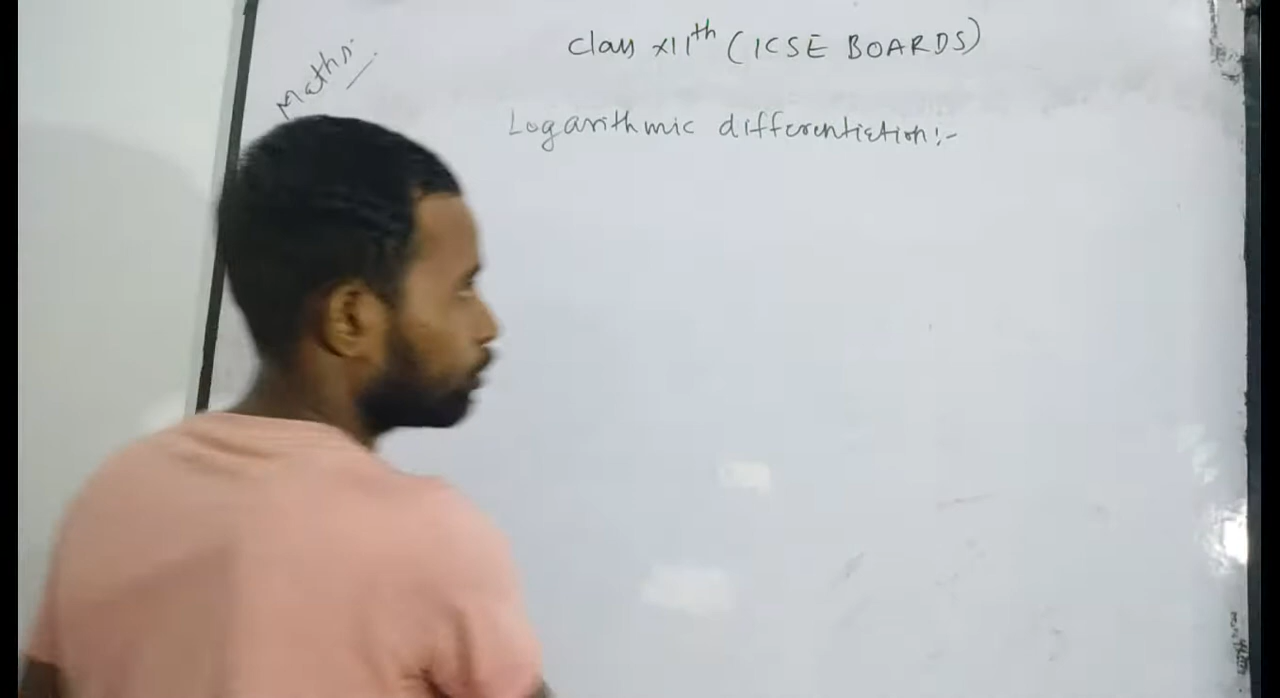 Maths.
Class XIIth (ICSE BOARDS)
Logarithmic differentiation:-